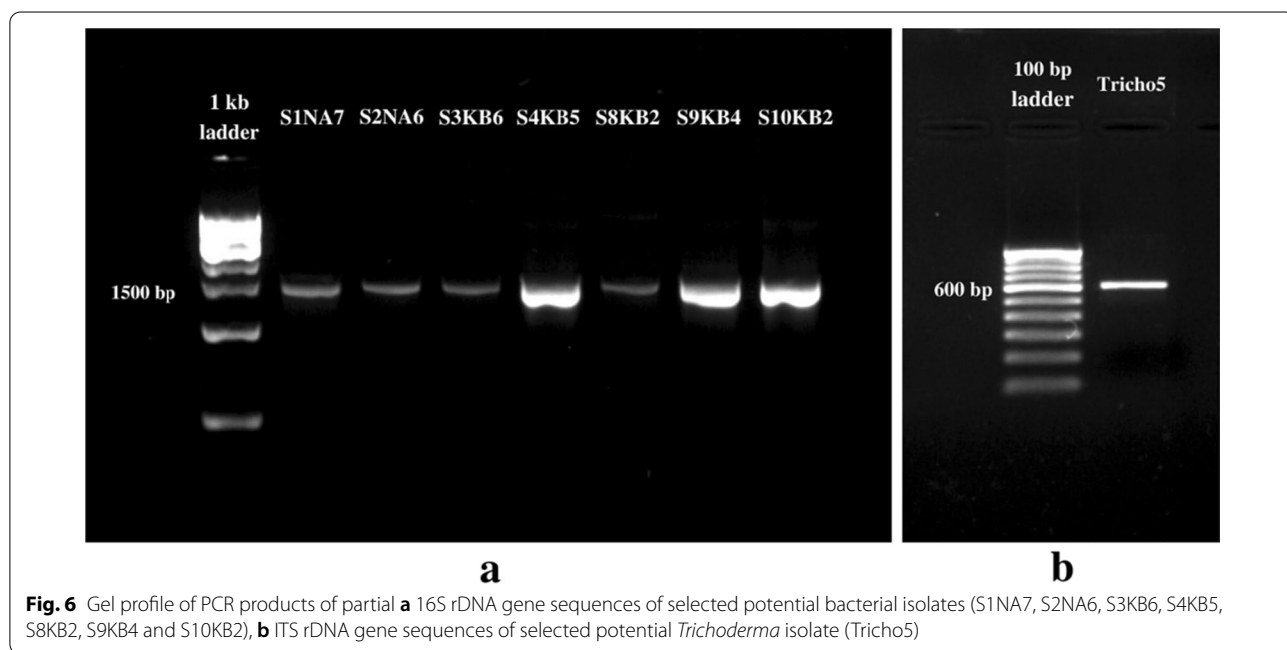 1 kb
ladder
S1NA7 S2NA6 S3KB6 S4KB5 S8KB2 S9KB4 S10KB2
1500 bp
a
100 bp
ladder
Tricho5
600 bp
b
Fig. 6 Gel profile of PCR products of partial a 16S rDNA gene sequences of selected potential bacterial isolates (S1NA7, S2NA6, S3KB6, S4KB5,
S8KB2, S9KB4 and S10KB2), b ITS rDNA gene sequences of selected potential Trichoderma isolate (Tricho5)